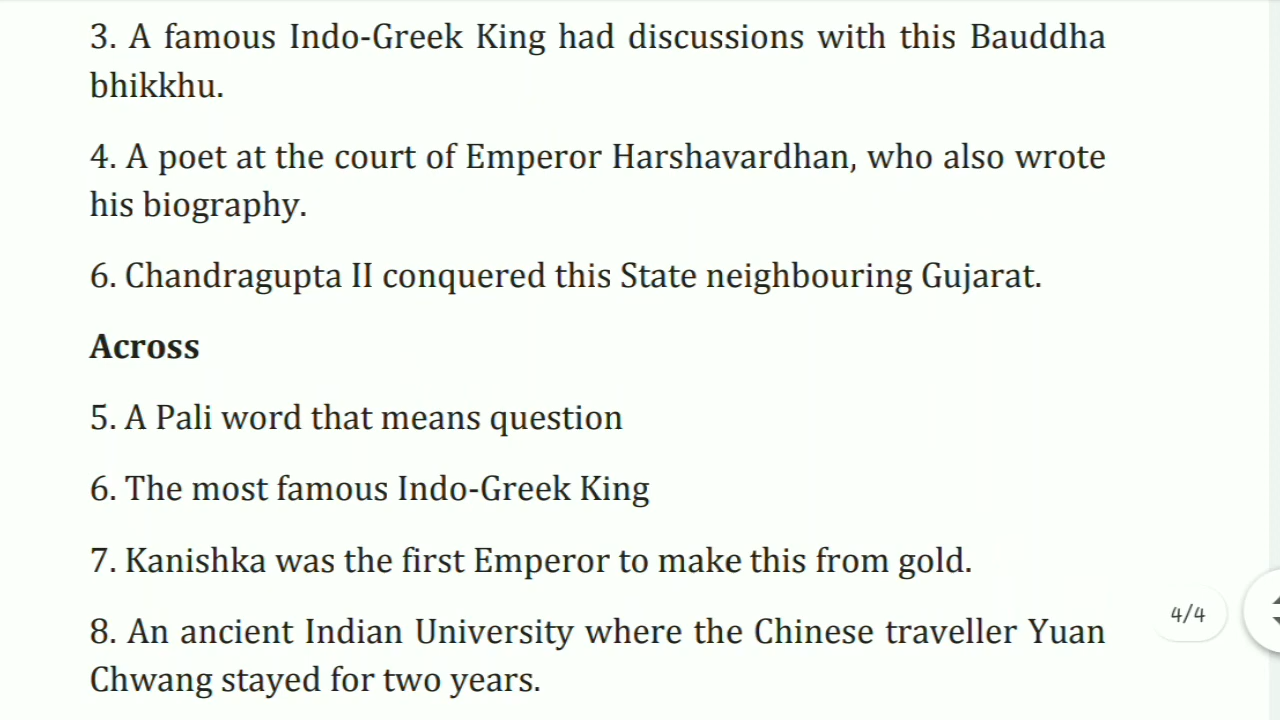 3. A famous Indo-Greek King had discussions with this Bauddha
bhikkhu.
4. A poet at the court of Emperor Harshavardhan, who also wrote
his biography.
6. Chandragupta II conquered this State neighbouring Gujarat.
Across
5. A Pali word that means question
6. The most famous Indo-Greek King
7. Kanishka was the first Emperor to make this from gold.
4/4
8. An ancient Indian University where the Chinese traveller Yuan
Chwang stayed for two years.